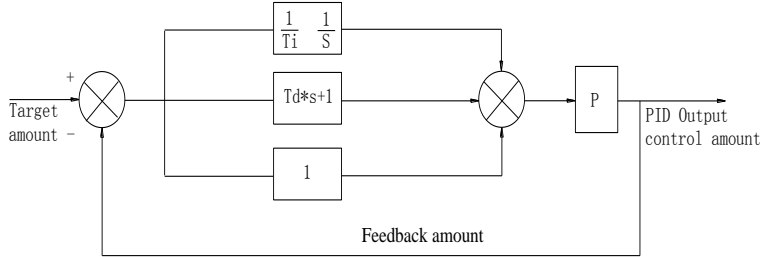 1 1
Ti S
+
Target
amount -
Td*s+1
P
PID Output
control amount
1
Feedback amount